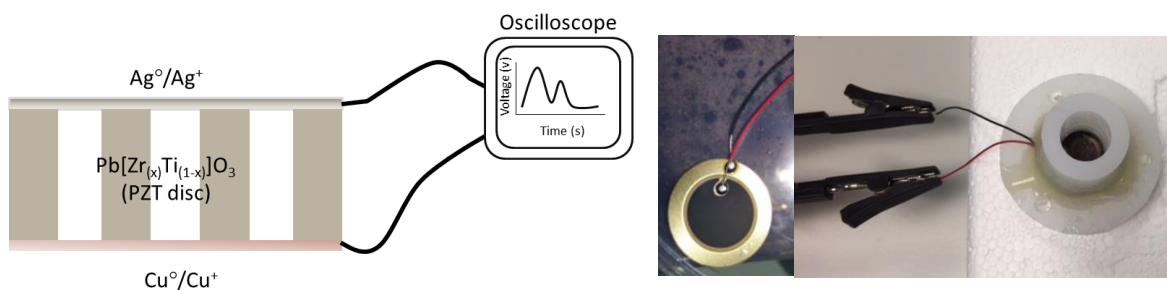 Oscilloscope
Ag°/Ag⁺
Voltage (v)
Time (s)
Pb[Zr₍ₓ₎Ti₍₁₋ₓ₎]O₃
(PZT disc)
Cu°/Cu⁺